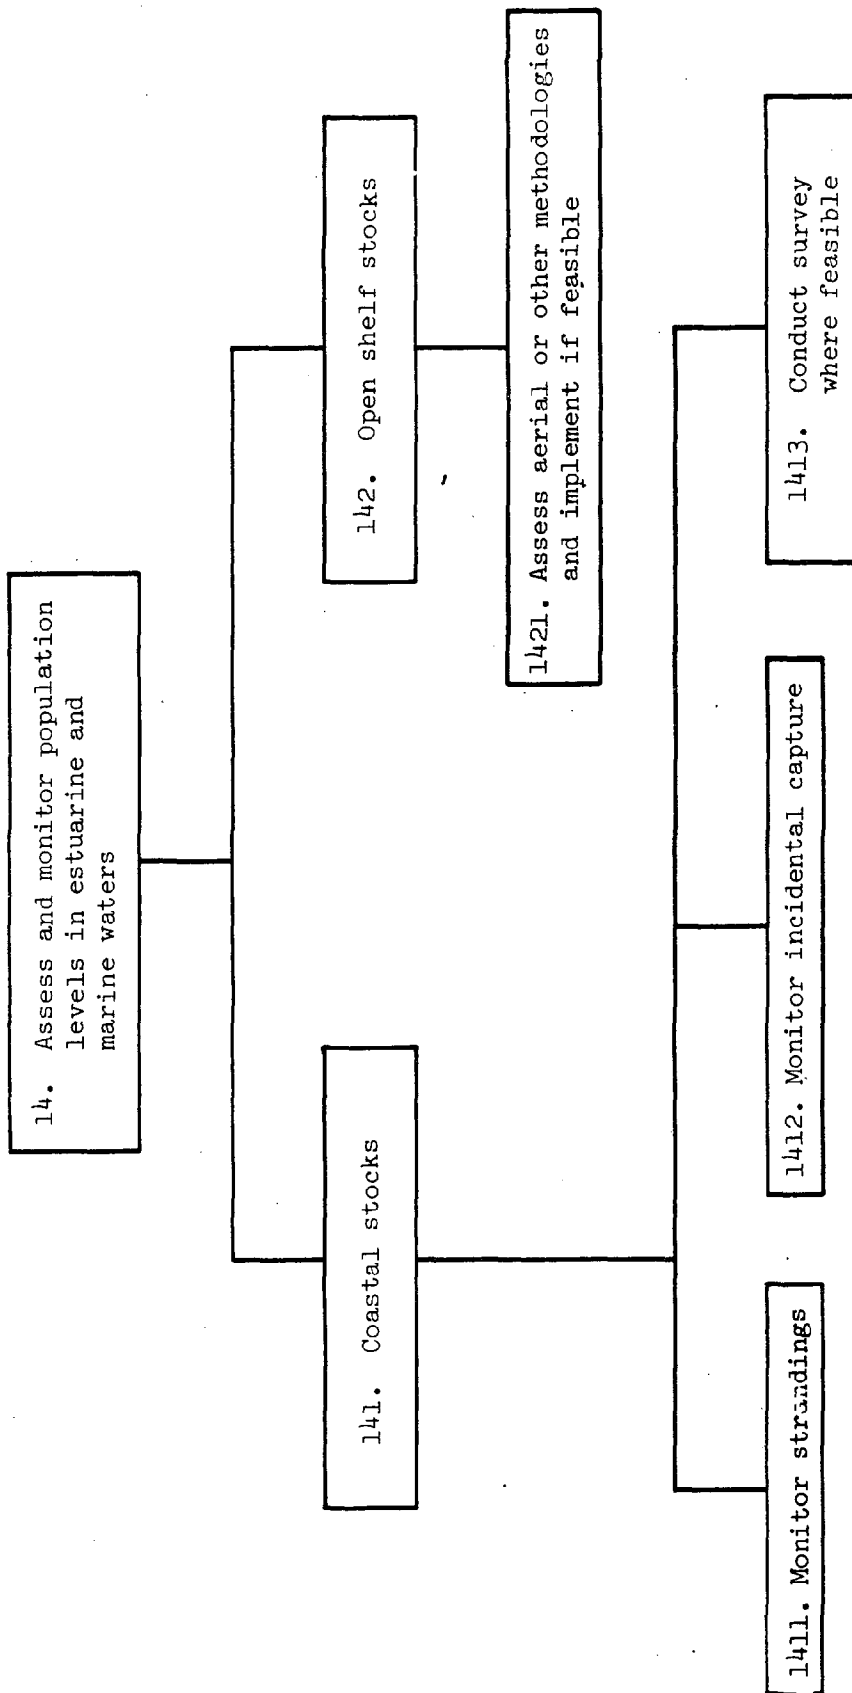 14. Assess and monitor population
levels in estuarine and
marine waters
141. Coastal stocks
142. Open shelf stocks
1421. Assess aerial or other methodologies
and implement if feasible
1411. Monitor strandings
1412. Monitor incidental capture
1413. Conduct survey
where feasible